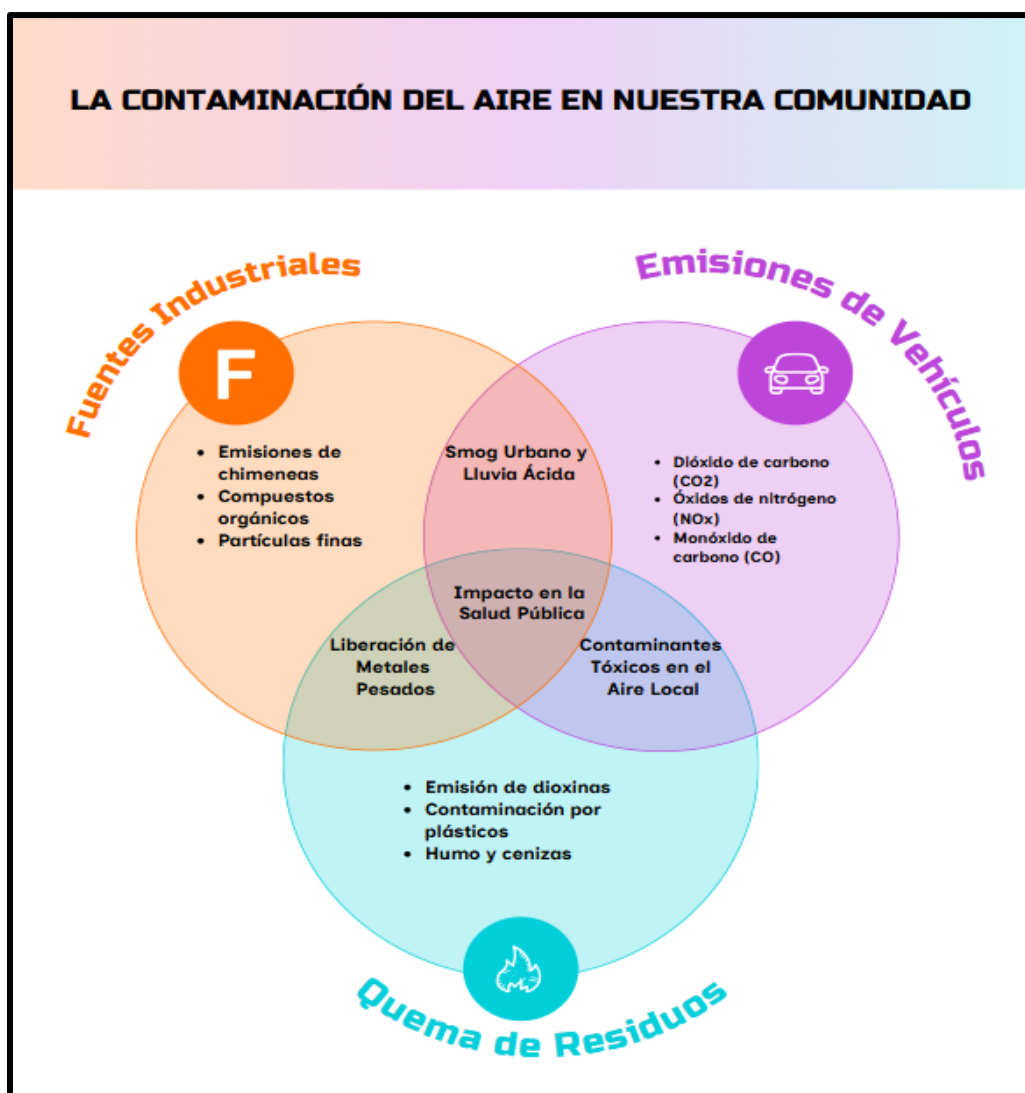 LA CONTAMINACIÓN DEL AIRE EN NUESTRA COMUNIDAD
Fuentes Industriales
Emisiones de Vehículos
F
• Emisiones de
chimeneas
• Compuestos
orgánicos
• Partículas finas
Smog Urbano y
Lluvia Ácida
• Dióxido de carbono
(CO2)
• Óxidos de nitrógeno
(NOx)
• Monóxido de
carbono (CO)
Impacto en la
Salud Pública
Liberación de
Metales
Pesados
Contaminantes
Tóxicos en el
Aire Local
• Emisión de dioxinas
• Contaminación por
plásticos
• Humo y cenizas
Quema de Residuos